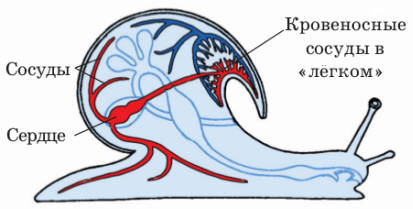 Кровеносные
сосуды в
«лёгком»
Сосуды
Сердце